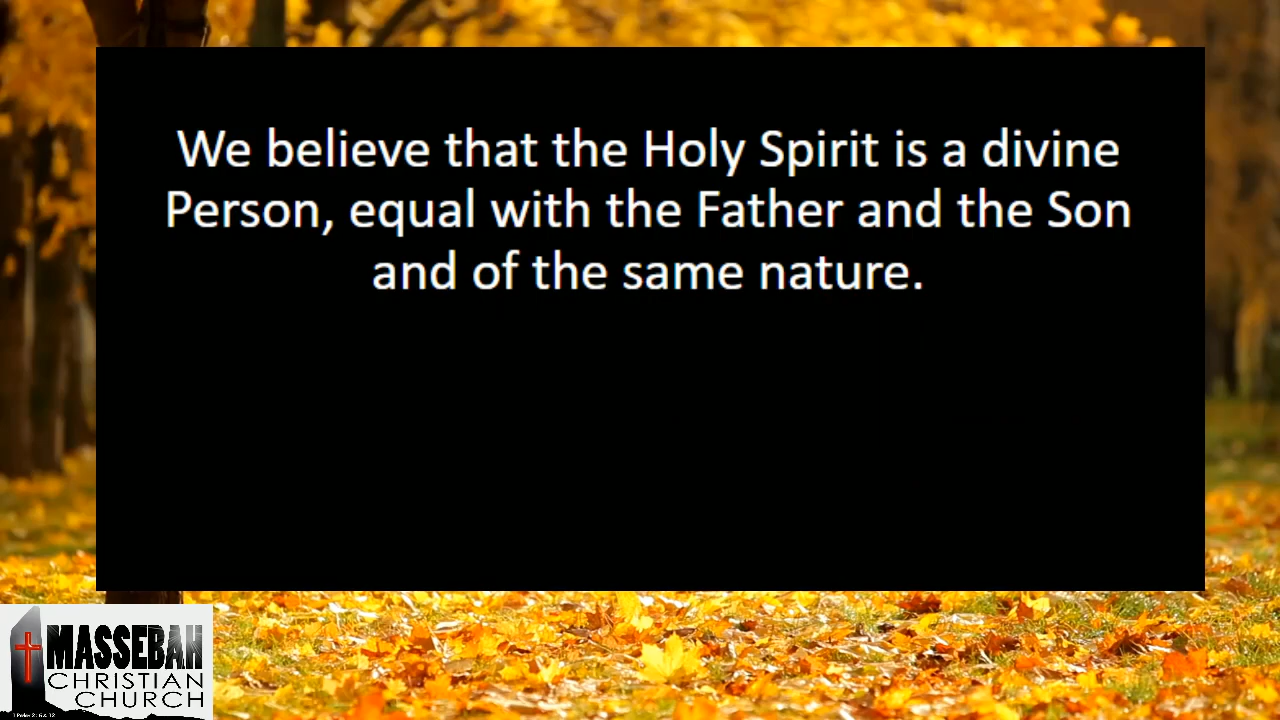 We believe that the Holy Spirit is a divine
Person, equal with the Father and the Son
and of the same nature.
MASSEBAH
CHRISTIAN
CHURCH